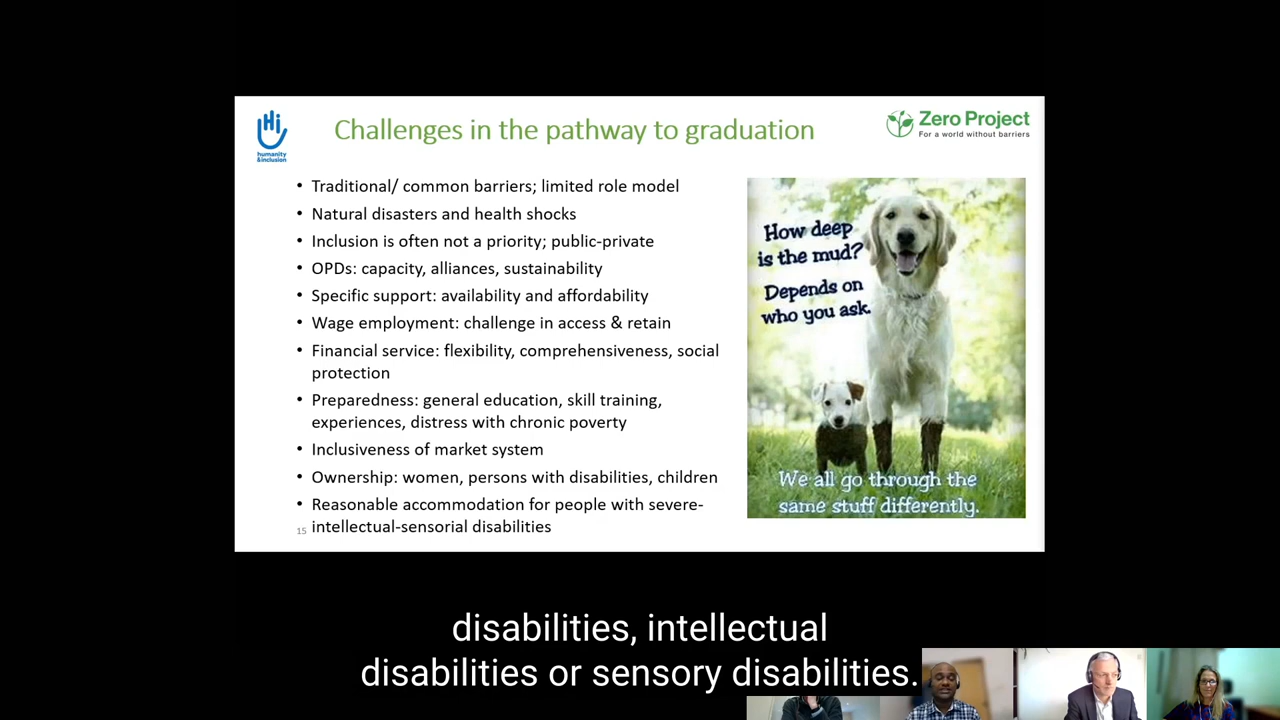 Hi
humanity
&inclusion
Challenges in the pathway to graduation
Zero Project
For a world without barriers
• Traditional/ common barriers; limited role model
• Natural disasters and health shocks
• Inclusion is often not a priority; public-private
• OPDs: capacity, alliances, sustainability
• Specific support: availability and affordability
• Wage employment: challenge in access & retain
• Financial service: flexibility, comprehensiveness, social
protection
• Preparedness: general education, skill training,
experiences, distress with chronic poverty
• Inclusiveness of market system
• Ownership: women, persons with disabilities, children
• Reasonable accommodation for people with severe-
intellectual-sensorial disabilities
15
How deep
is the mud?
Depends on
who you ask.
We all go through the
same stuff differently.
disabilities, intellectual
disabilities or sensory disabilities.